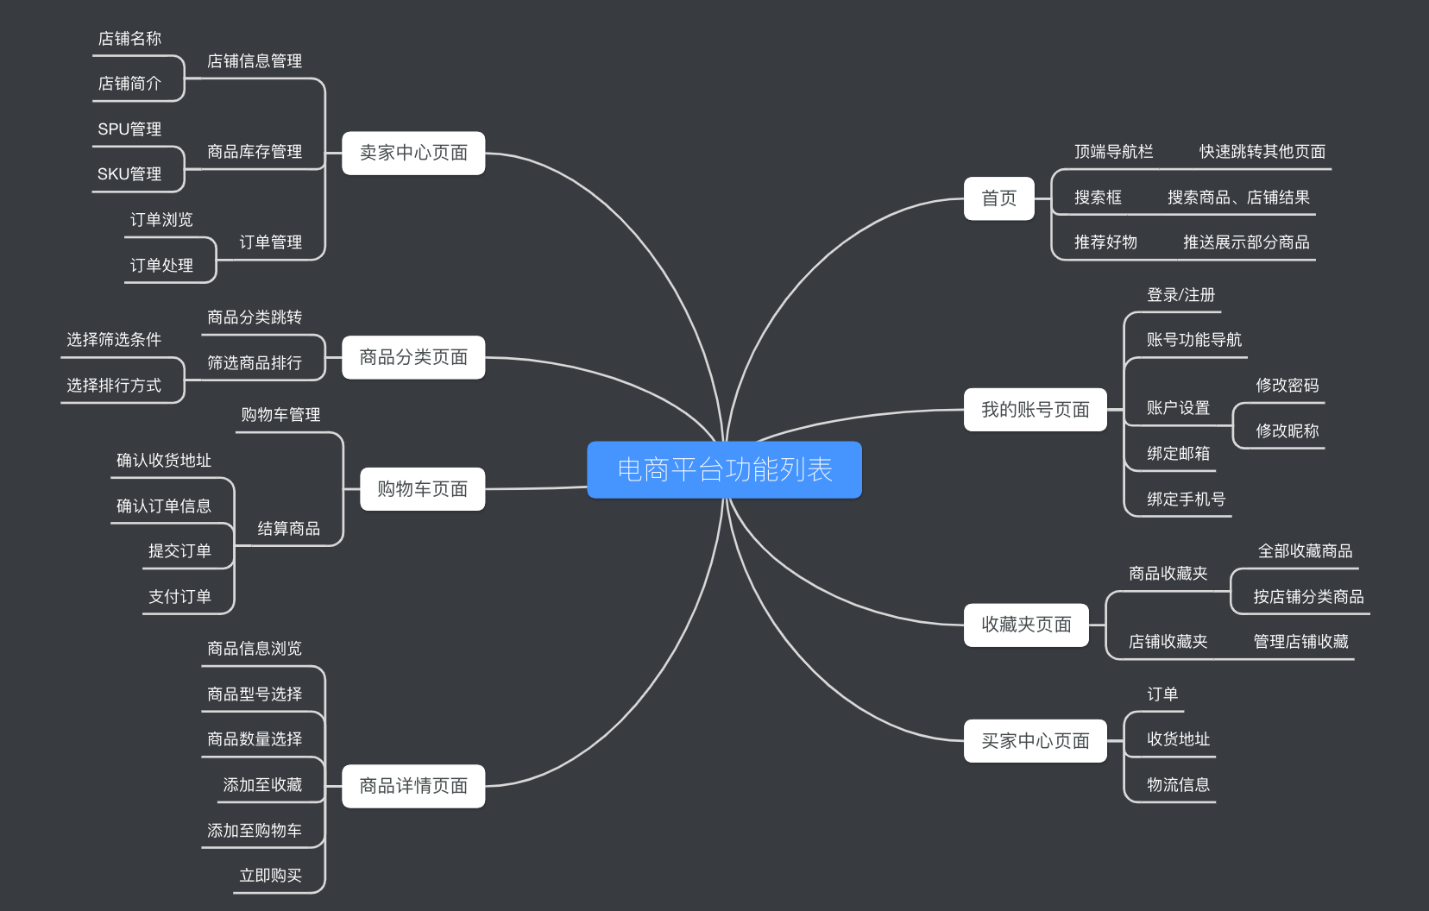 电商平台功能列表
首页
顶端导航栏
快速跳转其他页面
搜索框
搜索商品、店铺结果
推荐好物
推送展示部分商品
我的账号页面
登录/注册
账号功能导航
账户设置
修改密码
修改昵称
绑定邮箱
绑定手机号
收藏夹页面
商品收藏夹
全部收藏商品
按店铺分类商品
店铺收藏夹
管理店铺收藏
买家中心页面
订单
收货地址
物流信息
卖家中心页面
店铺信息管理
店铺名称
店铺简介
商品库存管理
SPU管理
SKU管理
订单管理
订单浏览
订单处理
商品分类页面
商品分类跳转
筛选商品排行
选择筛选条件
选择排行方式
购物车页面
购物车管理
结算商品
确认收货地址
确认订单信息
提交订单
支付订单
商品详情页面
商品信息浏览
商品型号选择
商品数量选择
添加至收藏
添加至购物车
立即购买